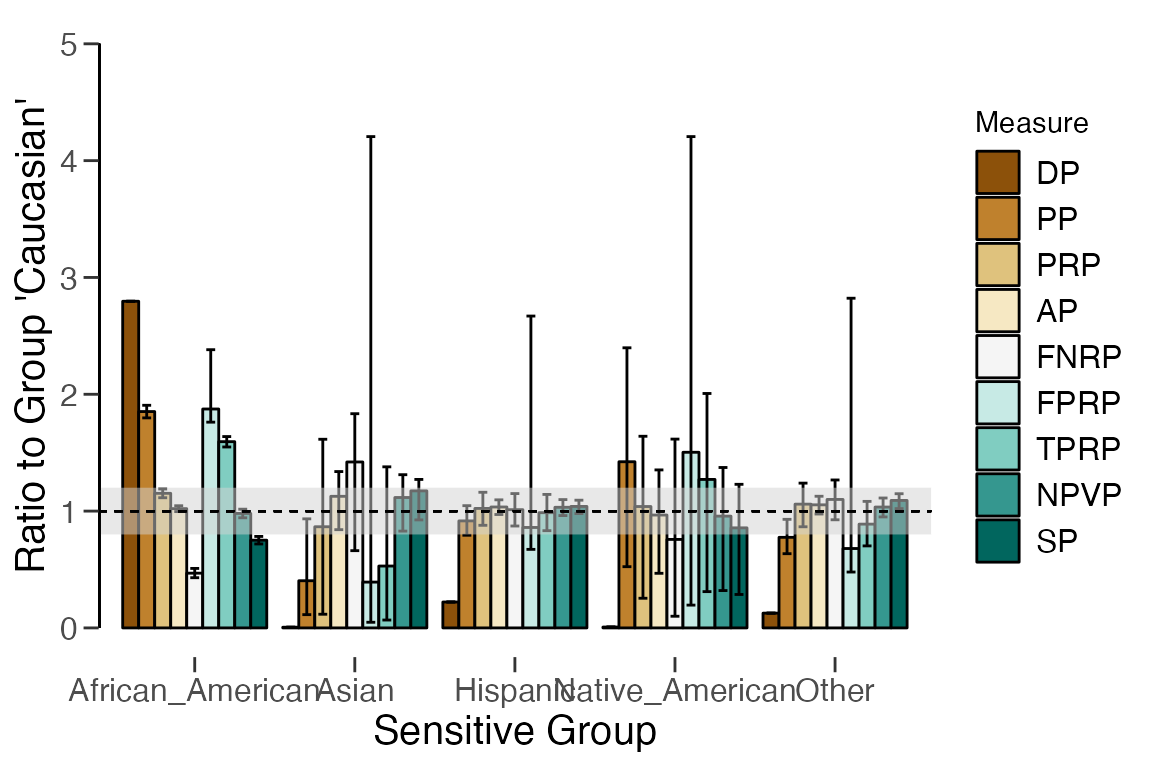 Ratio to Group 'Caucasian'
5
4
3
2
1
0
African_American
Asian
Hispanic
Native_American
Other
Sensitive Group
Measure
DP
PP
PRP
AP
FNRP
FPRP
TPRP
NPVP
SP